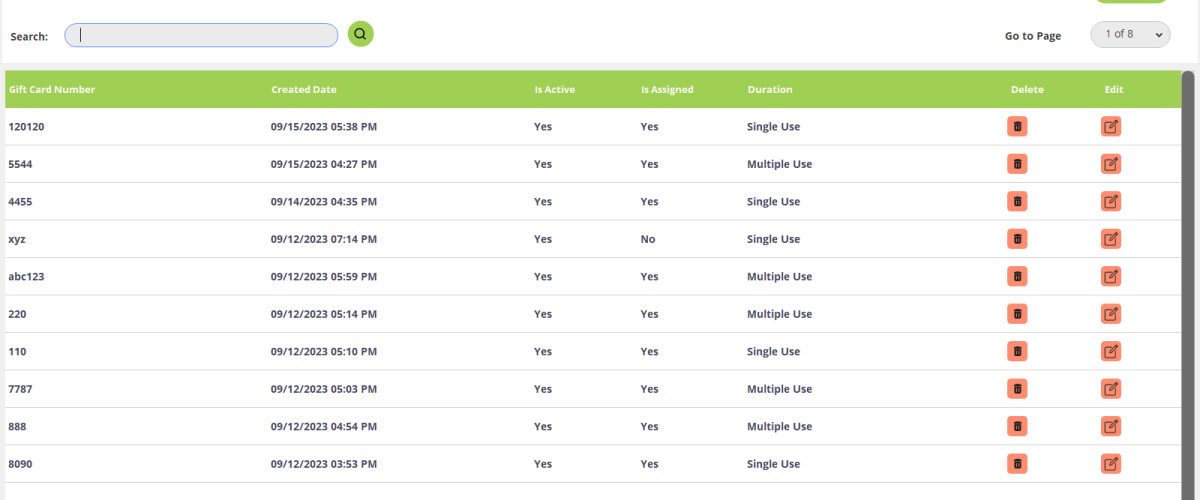 Search:
Go to Page 1 of 8
Gift Card Number Created Date Is Active Is Assigned Duration Delete Edit
120120 09/15/2023 05:38 PM Yes Yes Single Use
5544 09/15/2023 04:27 PM Yes Yes Multiple Use
4455 09/14/2023 04:35 PM Yes Yes Single Use
xyz 09/12/2023 07:14 PM Yes No Single Use
abc123 09/12/2023 05:59 PM Yes Yes Multiple Use
220 09/12/2023 05:14 PM Yes Yes Multiple Use
110 09/12/2023 05:10 PM Yes Yes Single Use
7787 09/12/2023 05:03 PM Yes Yes Multiple Use
888 09/12/2023 04:54 PM Yes Yes Multiple Use
8090 09/12/2023 03:53 PM Yes Yes Single Use